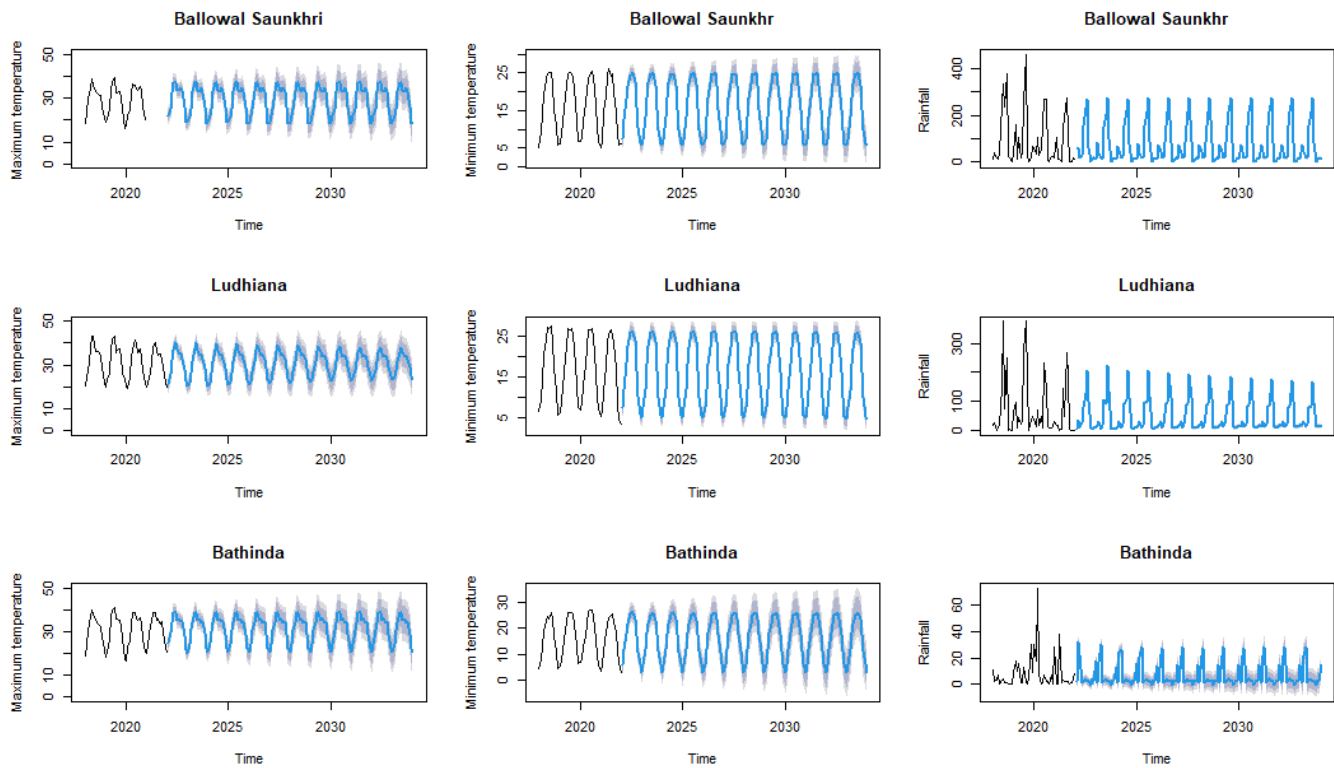 Ballowal Saunkhri
Maximum temperature
50
30
10
0
2020 2025 2030
Time
Ballowal Saunkhr
Minimum temperature
25
15
5
0
2020 2025 2030
Time
Ballowal Saunkhr
Rainfall
400
200
0
2020 2025 2030
Time
Ludhiana
Maximum temperature
50
30
10
0
2020 2025 2030
Time
Ludhiana
Minimum temperature
25
15
5
2020 2025 2030
Time
Ludhiana
Rainfall
300
100
0
2020 2025 2030
Time
Bathinda
Maximum temperature
50
30
10
0
2020 2025 2030
Time
Bathinda
Minimum temperature
30
20
10
0
2020 2025 2030
Time
Bathinda
Rainfall
60
40
20
0
2020 2025 2030
Time